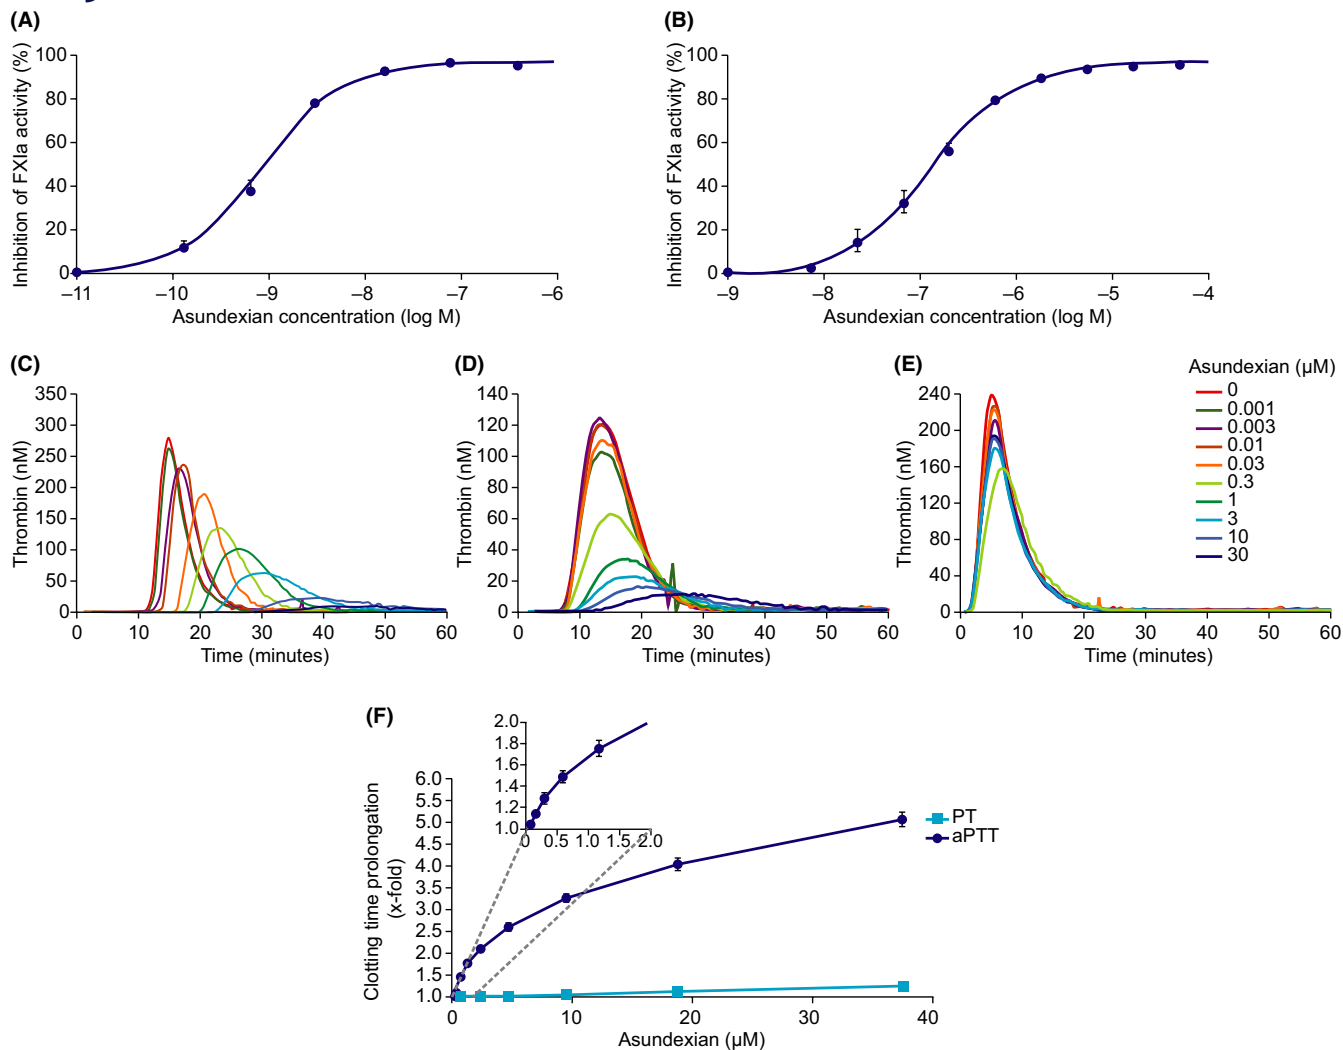 (A)
(B)
Inhibition of FXIa activity (%)
100
80
60
40
20
0
–11 –10 –9 –8 –7 –6
Asundexian concentration (log M)
Inhibition of FXIa activity (%)
100
80
60
40
20
0
–9 –8 –7 –6 –5 –4
Asundexian concentration (log M)
(C)
Thrombin (nM)
350
300
250
200
150
100
50
0
0 10 20 30 40 50 60
Time (minutes)
(D)
Thrombin (nM)
140
120
100
80
60
40
20
0
0 10 20 30 40 50 60
Time (minutes)
(E)
Thrombin (nM)
240
200
160
120
80
40
0
0 10 20 30 40 50 60
Time (minutes)
Asundexian (µM)
0
0.001
0.003
0.01
0.03
0.3
1
3
10
30
(F)
Clotting time prolongation
(x-fold)
6.0
5.5
5.0
4.5
4.0
3.5
3.0
2.5
2.0
1.5
1.0
0 10 20 30 40
Asundexian (µM)
2.0
1.8
1.6
1.4
1.2
1.0
0 0.5 1.0 1.5 2.0
PT
aPTT